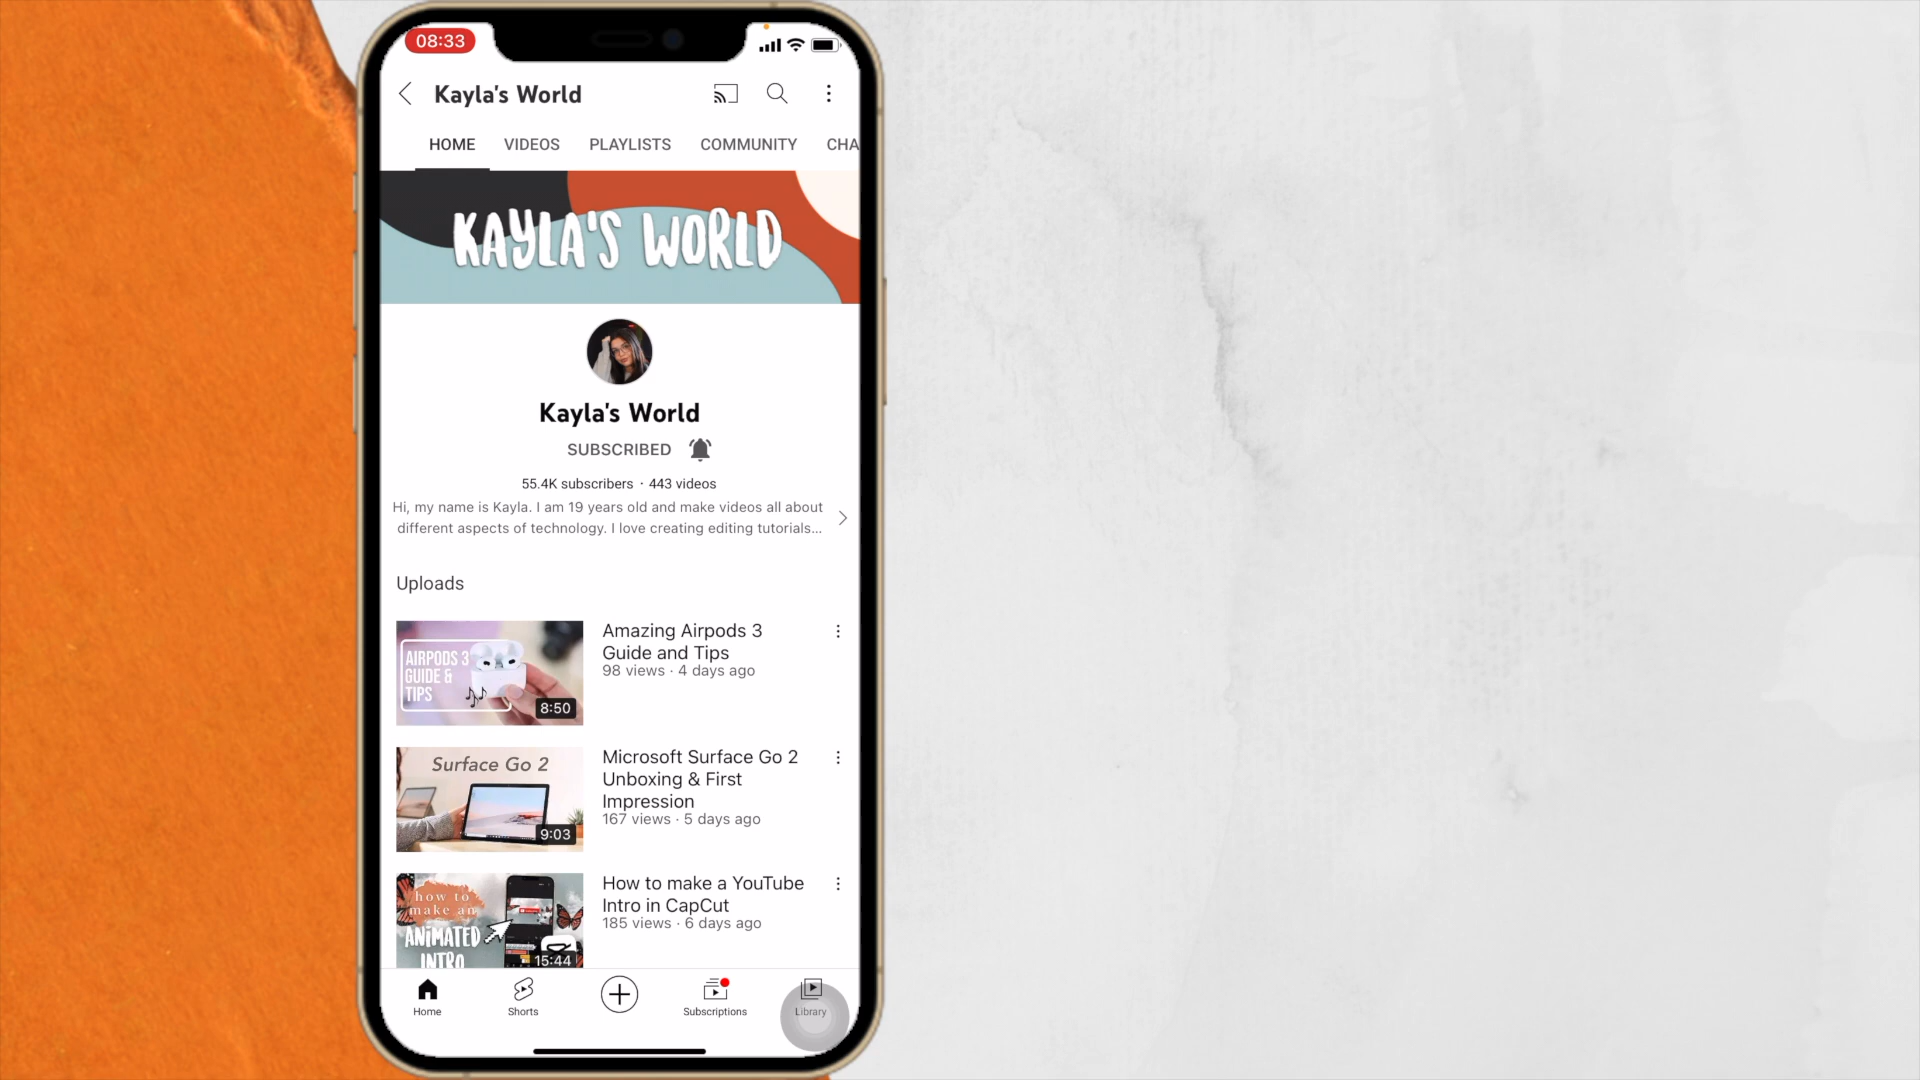 08:33
Kayla's World
HOME VIDEOS PLAYLISTS COMMUNITY CHA
KAYLA'S WORLD
Kayla's World
SUBSCRIBED
55.4K subscribers · 443 videos
Hi, my name is Kayla. I am 19 years old and make videos all about
different aspects of technology. I love creating editing tutorials...
Uploads
AIRPODS 3
GUIDE &
TIPS
8:50
Amazing Airpods 3
Guide and Tips
98 views · 4 days ago
Surface Go 2
9:03
Microsoft Surface Go 2
Unboxing & First
Impression
167 views · 5 days ago
how to
make an
ANIMATED
INTRO
15:44
How to make a YouTube
Intro in CapCut
185 views · 6 days ago
Home Shorts Subscriptions Library